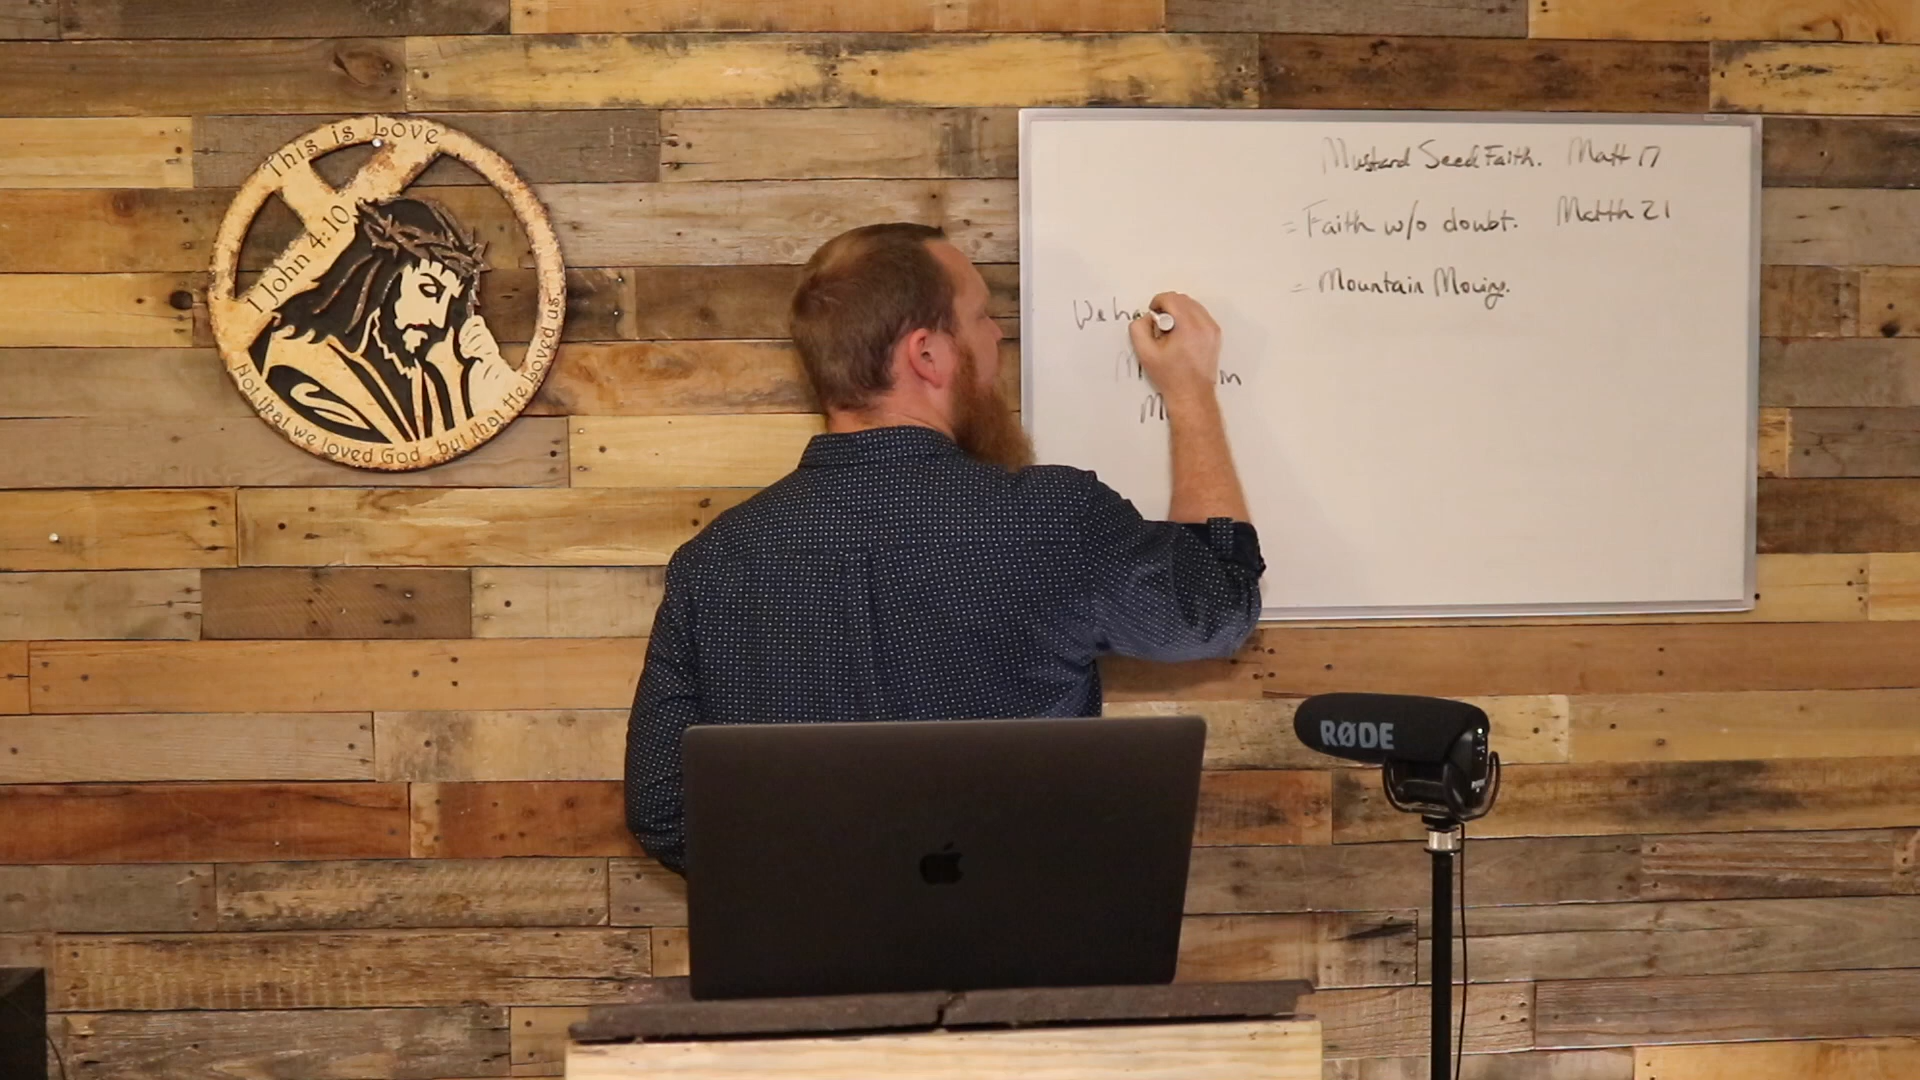 This is Love
1 John 4:10
Not that we loved God, but that He Loved us.
Mustard Seed Faith. Matt 17
= Faith w/o doubt. Matth 21
= Mountain Moving.
We
RØDE